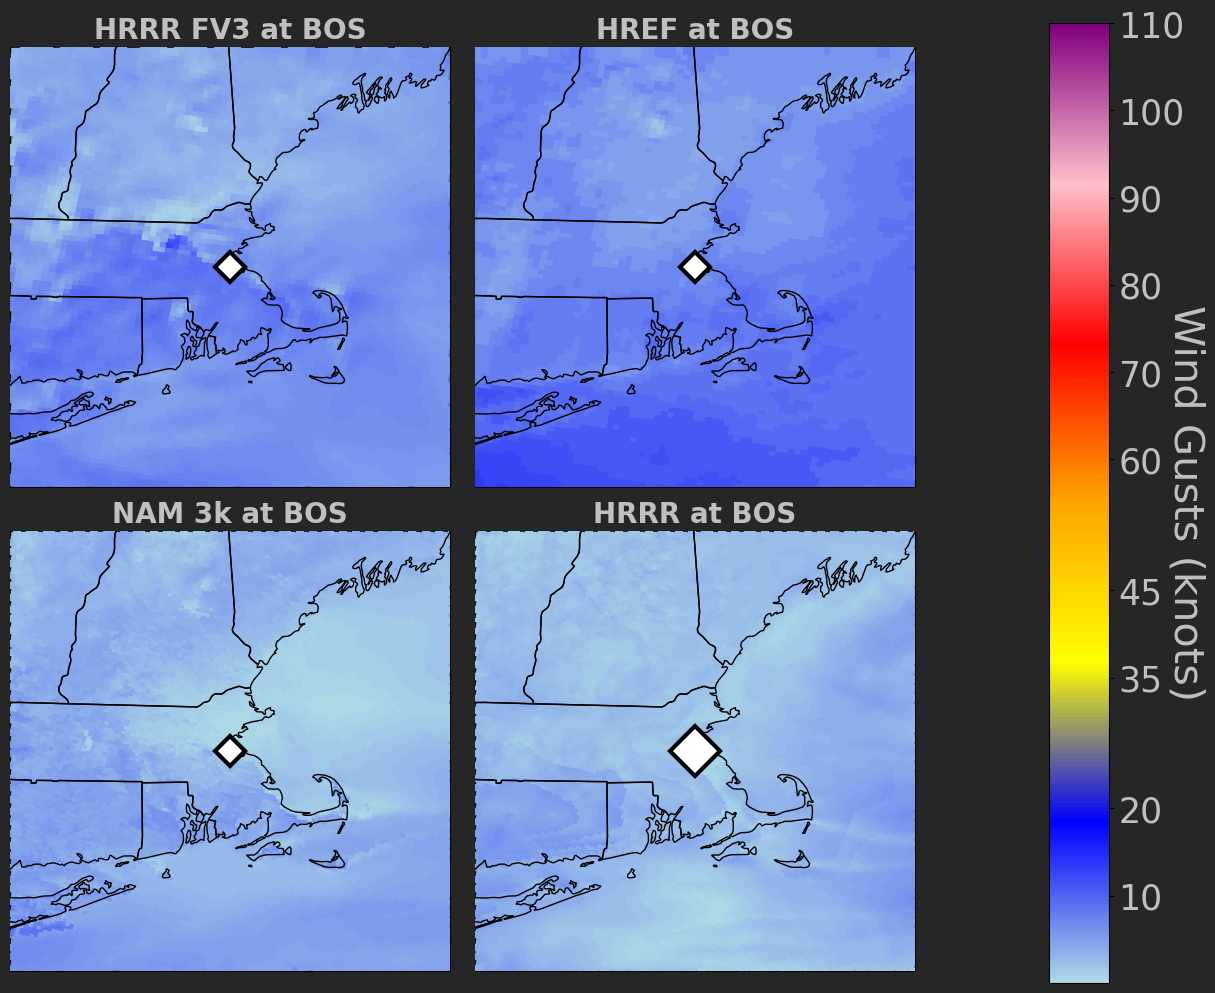 HRRR FV3 at BOS
HREF at BOS
NAM 3k at BOS
HRRR at BOS
110
100
90
80
70
60
45
35
20
10
Wind Gusts (knots)